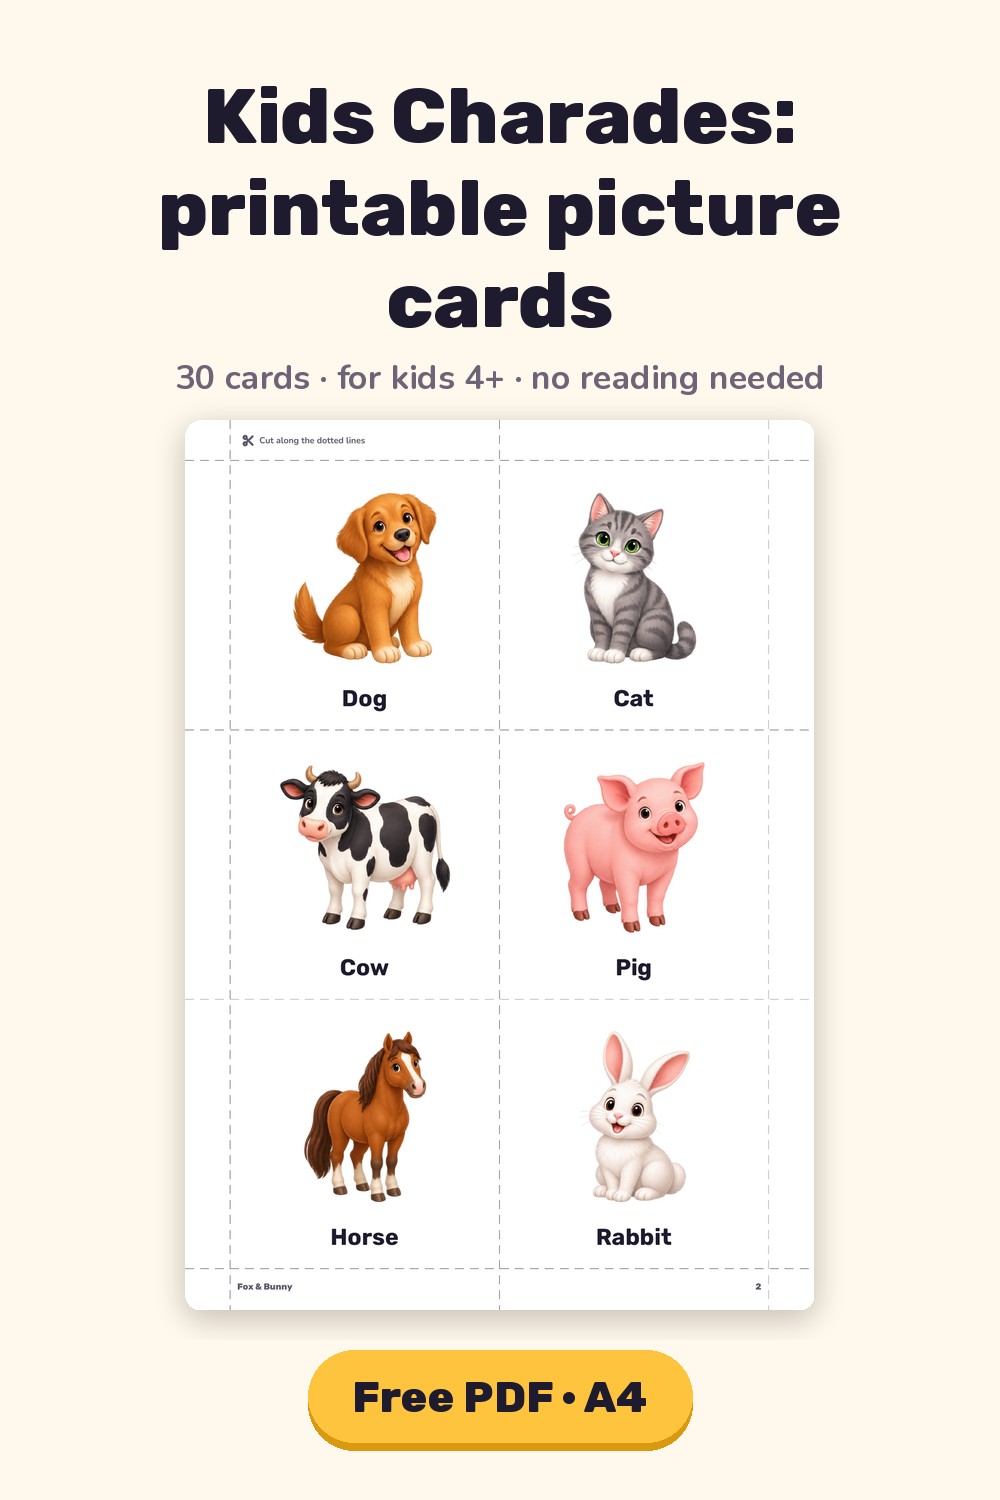 Kids Charades:
printable picture
cards
30 cards · for kids 4+ · no reading needed
Cut along the dotted lines
Dog
Cat
Cow
Pig
Horse
Rabbit
Fox & Bunny
2
Free PDF • A4